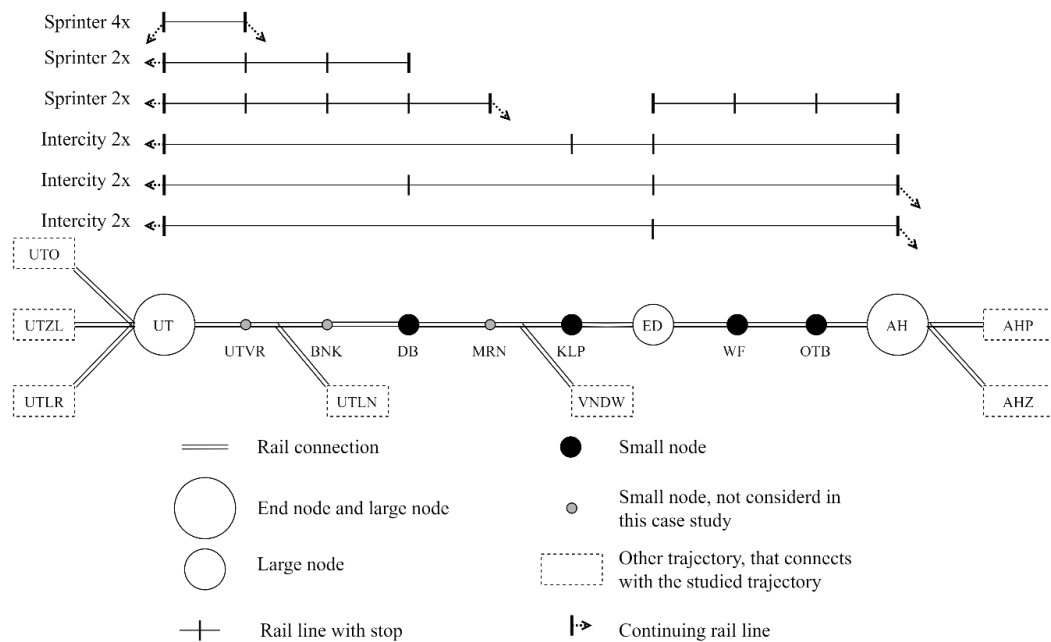 Sprinter 4x
Sprinter 2x
Sprinter 2x
Intercity 2x
Intercity 2x
Intercity 2x
UTO
UTZL
UT
ED
AH
AHP
UTVR
BNK
DB
MRN
KLP
WF
OTB
UTLR
UTLN
VNDW
AHZ
Rail connection
Small node
End node and large node
Small node, not considerd in
this case study
Large node
Other trajectory, that connects
with the studied trajectory
Rail line with stop
Continuing rail line